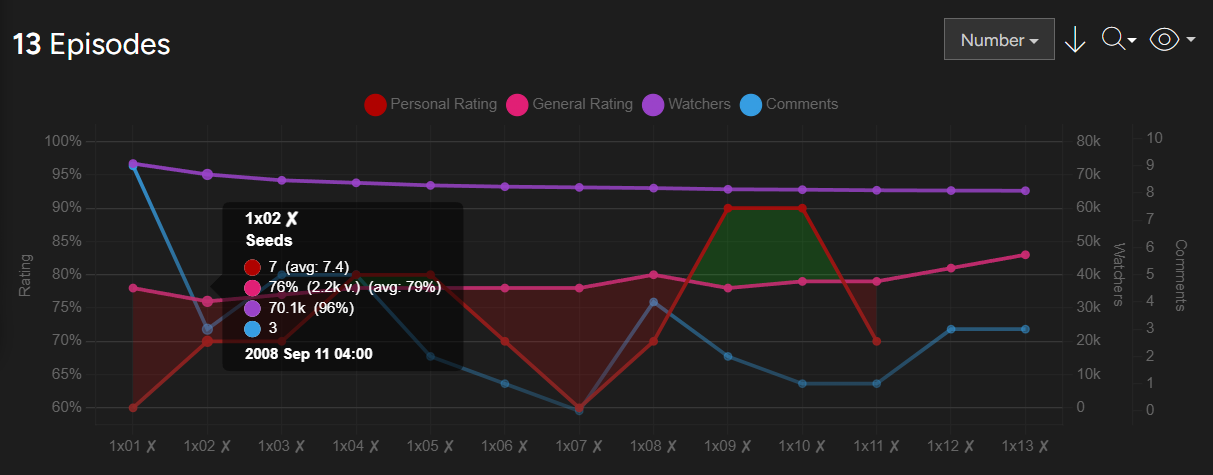 13 Episodes
Number
Personal Rating General Rating Watchers Comments
100% 80k 10
95% 70k 9
90% 60k 8
85% 50k 7
80% 40k 6
75% 30k 5
70% 20k 4
65% 10k 3
60% 0 2
1
0
Rating
Watchers
Comments
1x02 ✗
Seeds
7 (avg: 7.4)
76% (2.2k v.) (avg: 79%)
70.1k (96%)
3
2008 Sep 11 04:00
1x01 ✗ 1x02 ✗ 1x03 ✗ 1x04 ✗ 1x05 ✗ 1x06 ✗ 1x07 ✗ 1x08 ✗ 1x09 ✗ 1x10 ✗ 1x11 ✗ 1x12 ✗ 1x13 ✗